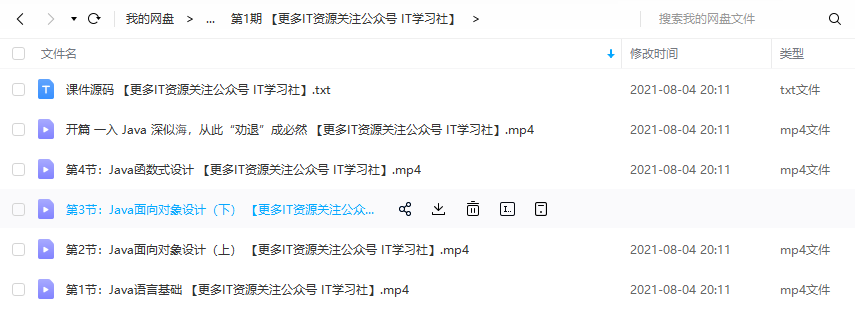 我的网盘 > ... 第1期 【更多IT资源关注公众号 IT学习社】 > 搜索我的网盘文件
文件名 修改时间 类型
课件源码 【更多IT资源关注公众号 IT学习社】.txt 2021-08-04 20:11 txt文件
开篇 一入 Java 深似海，从此“劝退”成必然 【更多IT资源关注公众号 IT学习社】.mp4 2021-08-04 20:11 mp4文件
第4节：Java函数式设计 【更多IT资源关注公众号 IT学习社】.mp4 2021-08-04 20:11 mp4文件
第3节：Java面向对象设计（下） 【更多IT资源关注公众...
第2节：Java面向对象设计（上） 【更多IT资源关注公众号 IT学习社】.mp4 2021-08-04 20:11 mp4文件
第1节：Java语言基础 【更多IT资源关注公众号 IT学习社】.mp4 2021-08-04 20:11 mp4文件